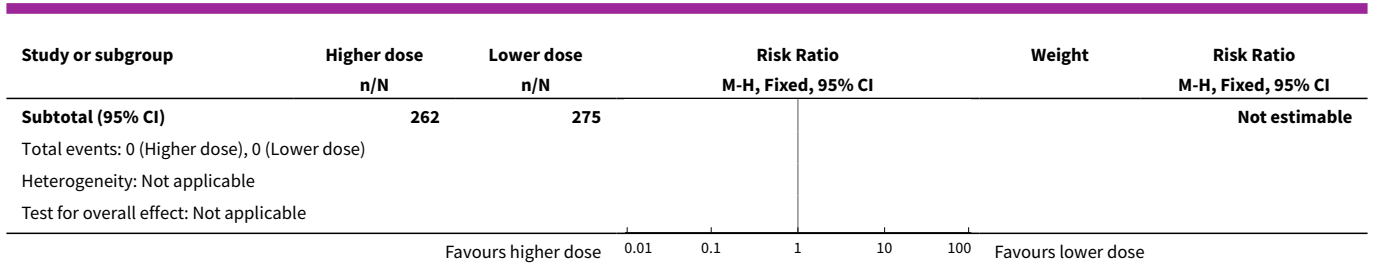 Study or subgroup Higher dose Lower dose Risk Ratio Weight Risk Ratio
n/N n/N M-H, Fixed, 95% CI M-H, Fixed, 95% CI
Subtotal (95% CI) 262 275 Not estimable
Total events: 0 (Higher dose), 0 (Lower dose)
Heterogeneity: Not applicable
Test for overall effect: Not applicable
Favours higher dose 0.01 0.1 1 10 100 Favours lower dose